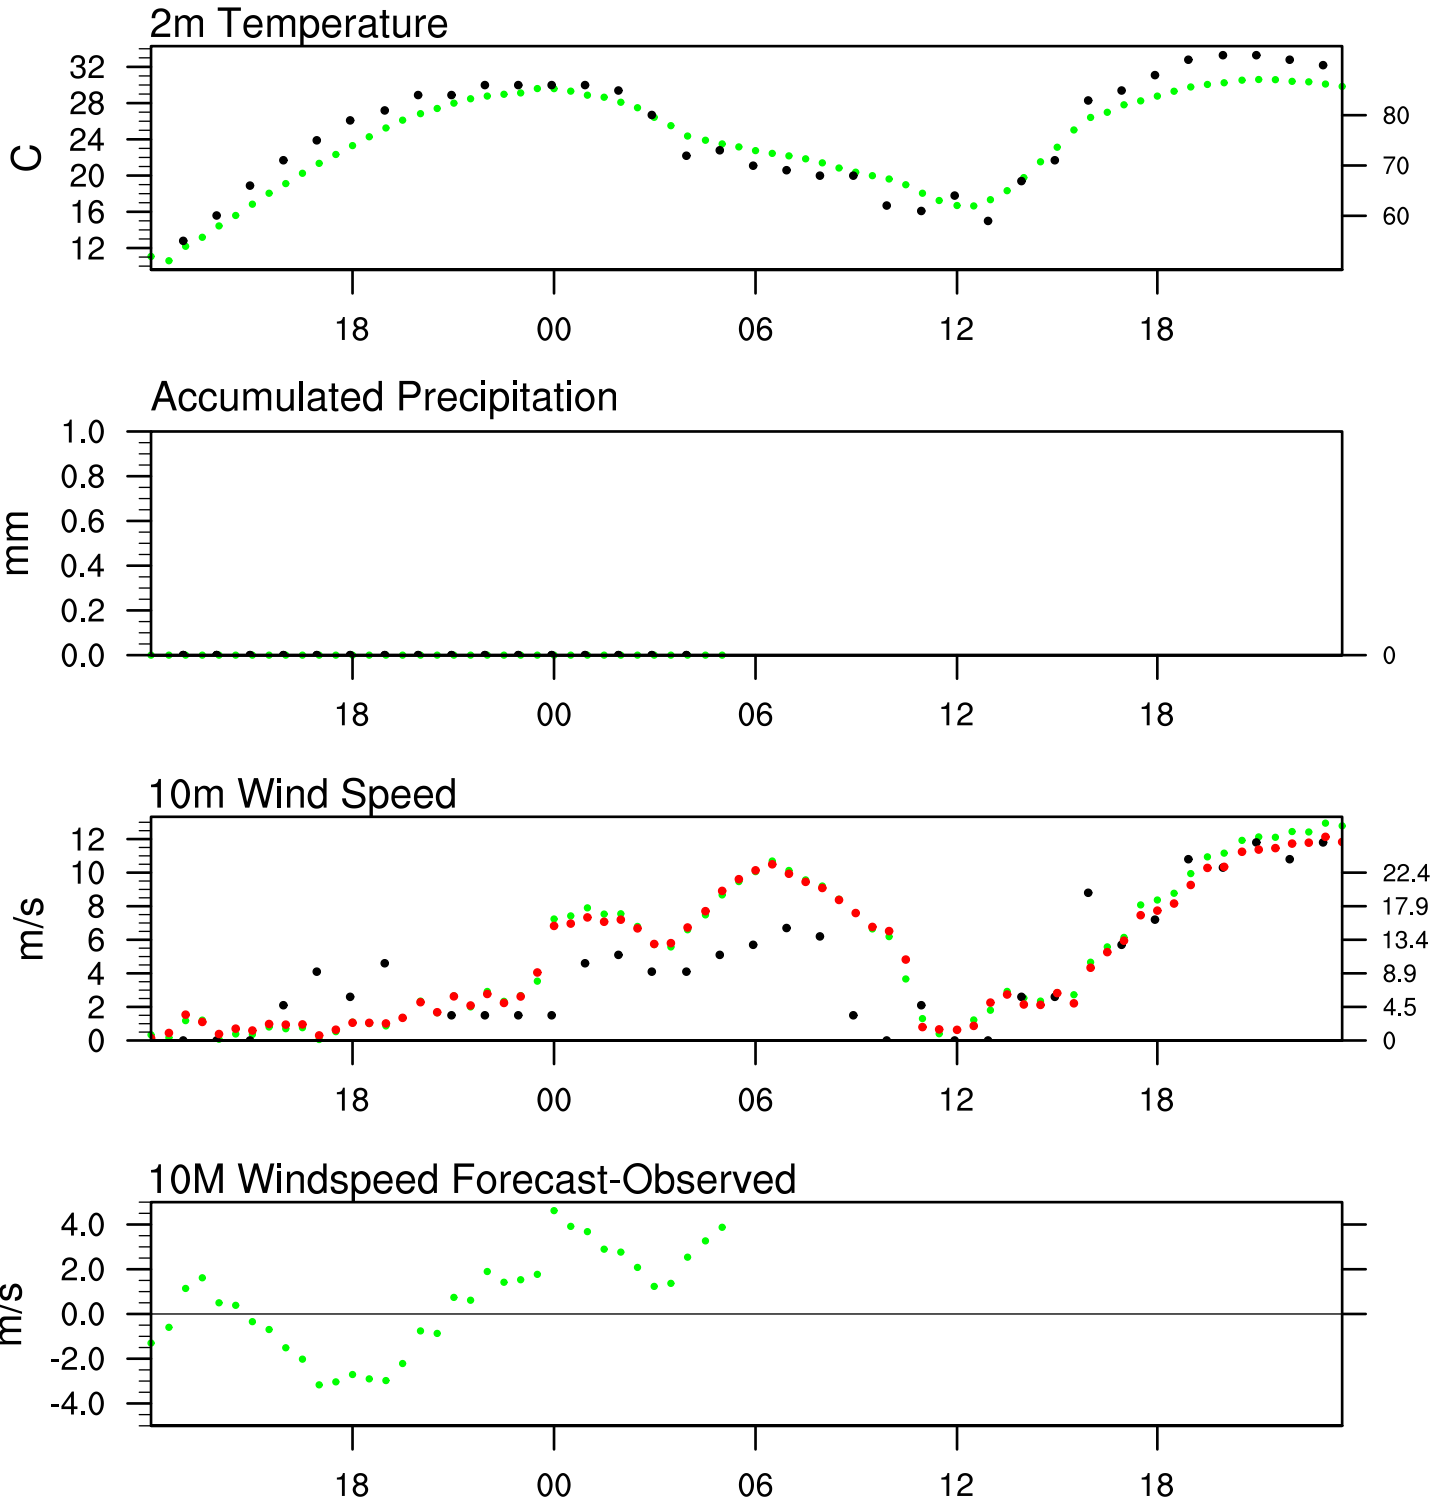 2m Temperature
C
32
28
24
20
16
12
80
70
60
18 00 06 12 18
Accumulated Precipitation
mm
1.0
0.8
0.6
0.4
0.2
0.0
0
18 00 06 12 18
10m Wind Speed
m/s
12
10
8
6
4
2
0
22.4
17.9
13.4
8.9
4.5
0
18 00 06 12 18
10M Windspeed Forecast-Observed
m/s
4.0
2.0
0.0
-2.0
-4.0
18 00 06 12 18